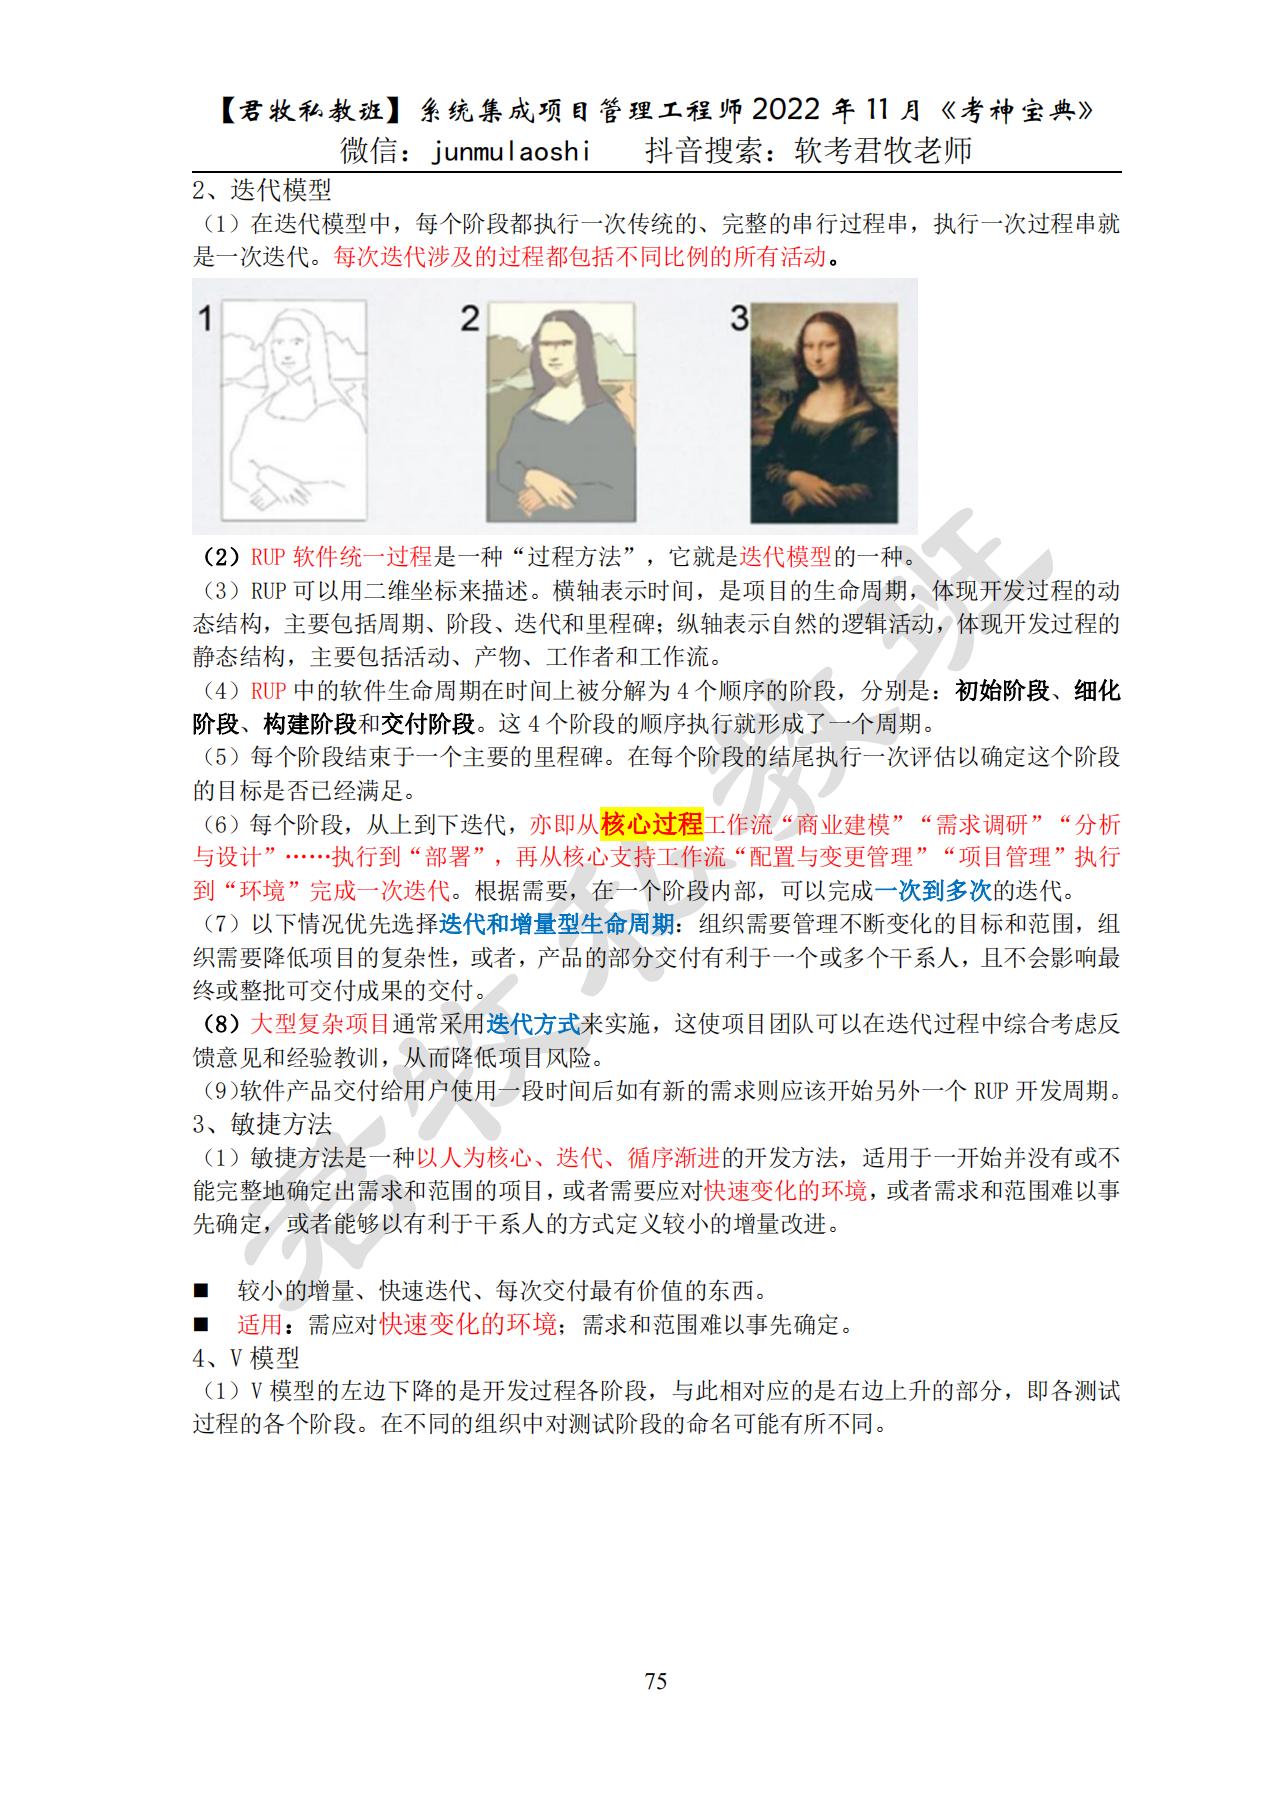 【君牧私教班】系统集成项目管理工程师 2022 年 11 月《考神宝典》
微信：junmulaoshi 抖音搜索：软考君牧老师
2、迭代模型
（1）在迭代模型中，每个阶段都执行一次传统的、完整的串行过程串，执行一次过程串就
是一次迭代。每次迭代涉及的过程都包括不同比例的所有活动。
1 2 3
（2）RUP 软件统一过程是一种“过程方法”，它就是迭代模型的一种。
（3）RUP 可以用二维坐标来描述。横轴表示时间，是项目的生命周期，体现开发过程的动
态结构，主要包括周期、阶段、迭代和里程碑；纵轴表示自然的逻辑活动，体现开发过程的
静态结构，主要包括活动、产物、工作者和工作流。
（4）RUP 中的软件生命周期在时间上被分解为 4 个顺序的阶段，分别是：初始阶段、细化
阶段、构建阶段和交付阶段。这 4 个阶段的顺序执行就形成了一个周期。
（5）每个阶段结束于一个主要的里程碑。在每个阶段的结尾执行一次评估以确定这个阶段
的目标是否已经满足。
（6）每个阶段，从上到下迭代，亦即从核心过程工作流“商业建模”“需求调研”“分析
与设计”……执行到“部署”，再从核心支持工作流“配置与变更管理”“项目管理”执行
到“环境”完成一次迭代。根据需要，在一个阶段内部，可以完成一次到多次的迭代。
（7）以下情况优先选择迭代和增量型生命周期：组织需要管理不断变化的目标和范围，组
织需要降低项目的复杂性，或者，产品的部分交付有利于一个或多个干系人，且不会影响最
终或整批可交付成果的交付。
（8）大型复杂项目通常采用迭代方式来实施，这使项目团队可以在迭代过程中综合考虑反
馈意见和经验教训，从而降低项目风险。
（9）软件产品交付给用户使用一段时间后如有新的需求则应该开始另外一个 RUP 开发周期。
3、敏捷方法
（1）敏捷方法是一种以人为核心、迭代、循序渐进的开发方法，适用于一开始并没有或不
能完整地确定出需求和范围的项目，或者需要应对快速变化的环境，或者需求和范围难以事
先确定，或者能够以有利于干系人的方式定义较小的增量改进。
■ 较小的增量、快速迭代、每次交付最有价值的东西。
■ 适用：需应对快速变化的环境；需求和范围难以事先确定。
4、V 模型
（1）V 模型的左边下降的是开发过程各阶段，与此相对应的是右边上升的部分，即各测试
过程的各个阶段。在不同的组织中对测试阶段的命名可能有所不同。
75
君牧私教班